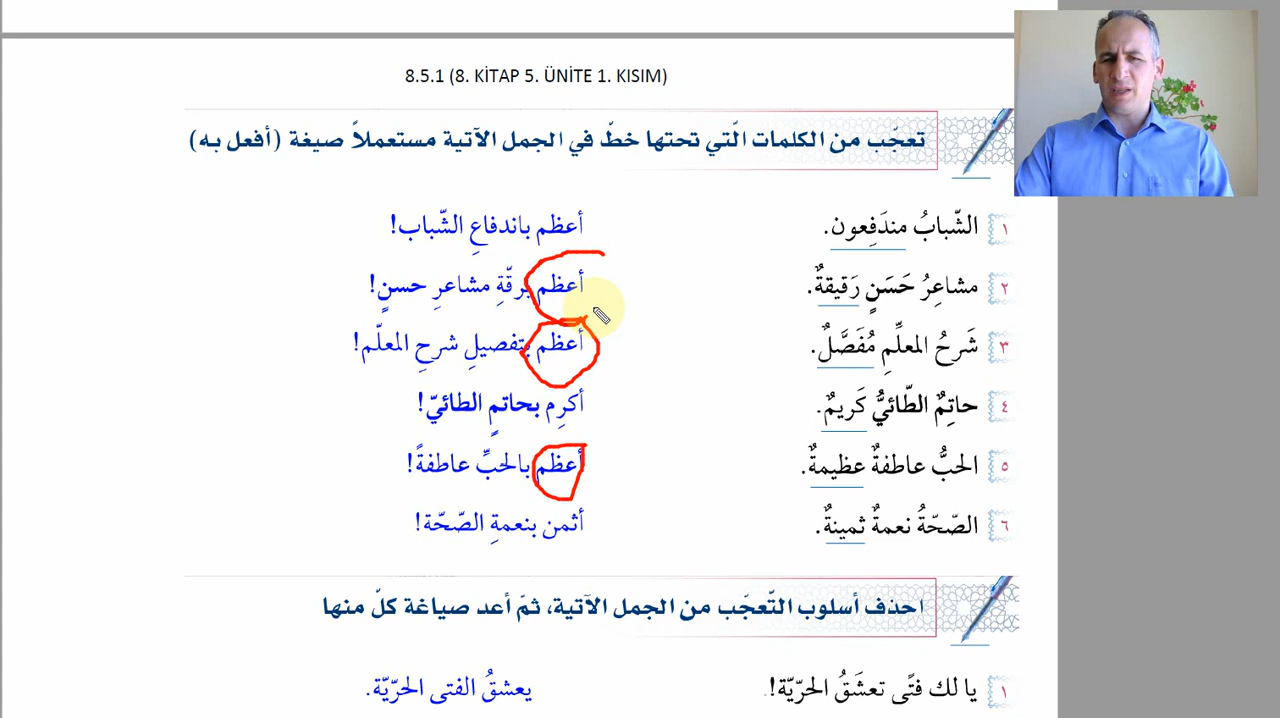 8.5.1 (8. KİTAP 5. ÜNİTE 1. KISIM)
تعجّب من الكلمات الّتي تحتها خطّ في الجمل الآتية مستعملاً صيغة (أفعل به)
١ الشّبابُ مندَفِعون. أعظم باندفاعِ الشّباب!
٢ مشاعِرُ حَسَنٍ رَقيقةٌ. أعظم برقّةِ مشاعرِ حسنٍ!
٣ شَرحُ المعلِّمِ مُفَصَّلٌ. أعظم بتفصيلِ شرحِ المعلّم!
٤ حاتِمٌ الطّائيُّ كَريمٌ. أكرِم بحاتمٍ الطائيّ!
٥ الحبُّ عاطفةٌ عظيمةٌ. أعظم بالحبِّ عاطفةً!
٦ الصّحّةُ نعمةٌ ثمينةٌ. أثمن بنعمةِ الصّحّة!
احذف أسلوب التّعجّب من الجمل الآتية، ثمّ أعد صياغة كلّ منها
١ يا لك فتًى تعشَقُ الحرّيّة! يعشقُ الفتى الحرّيّة.